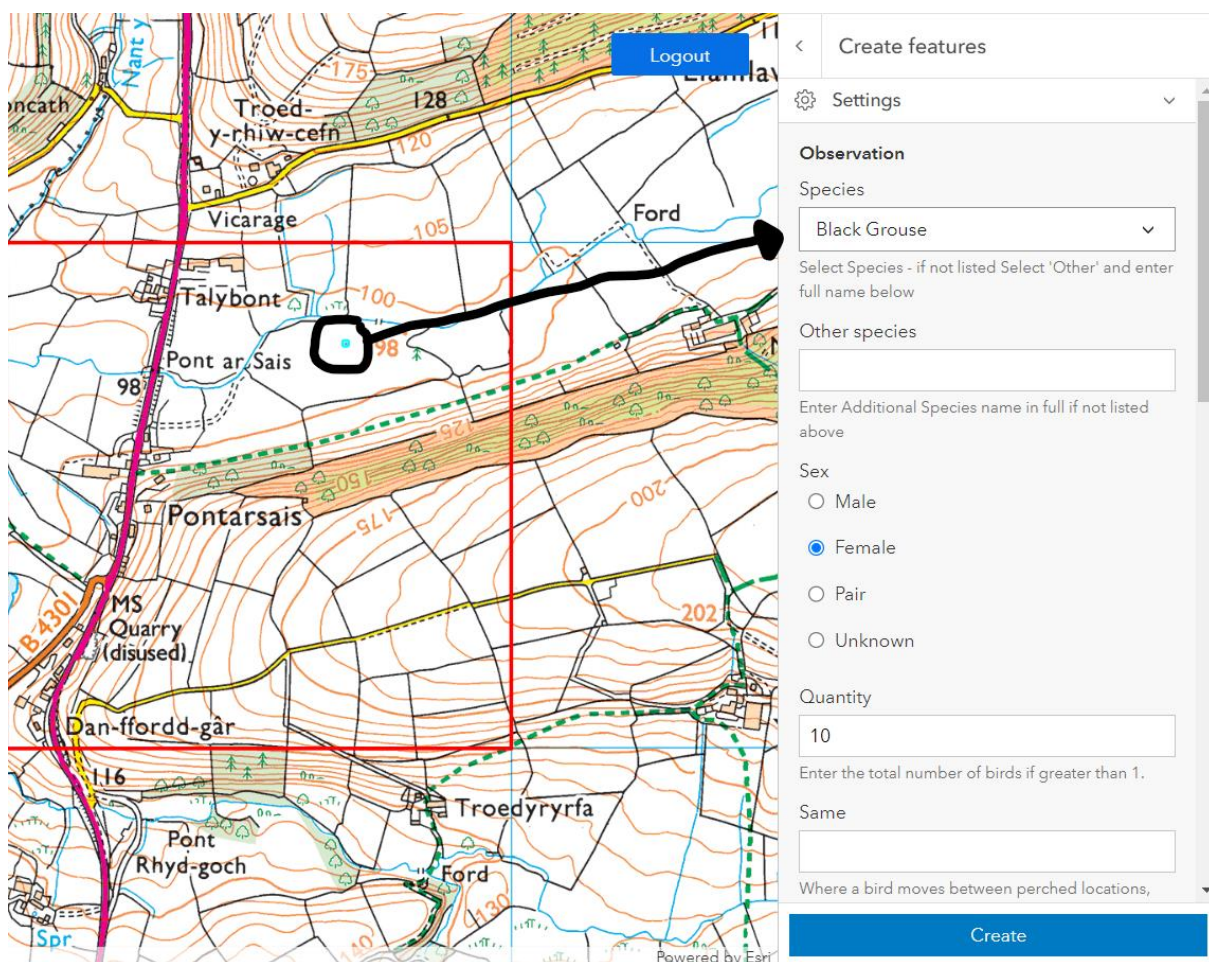 Logout
175
Nant y
128
Troed-
y-rhiw-cefn
120
Vicarage
105
Ford
Talybont
100
98
Pont ar Sais
98
125
150
Pontarsais
175
200
MS
B 4301
Quarry
(disused)
202
Dan-ffordd-gâr
116
Troedyryrfa
Pont
Rhyd-goch
Ford
130
Spr
140
Powered by Esri
Create features
Settings
Observation
Species
Black Grouse
Select Species - if not listed Select 'Other' and enter
full name below
Other species
Enter Additional Species name in full if not listed
above
Sex
Male
Female
Pair
Unknown
Quantity
10
Enter the total number of birds if greater than 1.
Same
Where a bird moves between perched locations,
Create